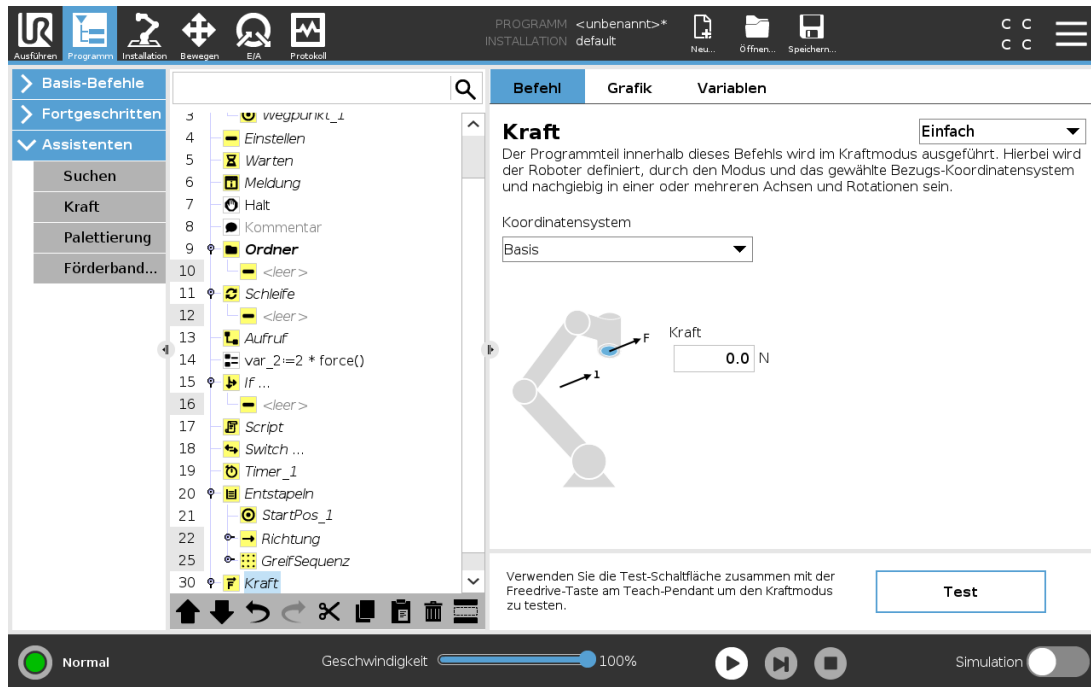 PROGRAMM <unbenannt>*
INSTALLATION default
Ausführen Programm Installation Bewegen E/A Protokoll
Neu... Öffnen... Speichern...
C C
C C
Basis-Befehle
Fortgeschritten
Assistenten
Suchen
Kraft
Palettierung
Förderband...
3 Wegpunkt_1
4 Einstellen
5 Warten
6 Meldung
7 Halt
8 Kommentar
9 Ordner
10 <leer>
11 Schleife
12 <leer>
13 Aufruf
14 var_2:=2 * force()
15 If ...
16 <leer>
17 Script
18 Switch ...
19 Timer_1
20 Entstapeln
21 StartPos_1
22 Richtung
25 GreifSequenz
30 Kraft
Befehl Grafik Variablen
Kraft
Einfach
Der Programmteil innerhalb dieses Befehls wird im Kraftmodus ausgeführt. Hierbei wird
der Roboter definiert, durch den Modus und das gewählte Bezugs-Koordinatensystem
und nachgiebig in einer oder mehreren Achsen und Rotationen sein.
Koordinatensystem
Basis
F
1
Kraft
0.0 N
Verwenden Sie die Test-Schaltfläche zusammen mit der
Freedrive-Taste am Teach-Pendant um den Kraftmodus
zu testen.
Test
Normal
Geschwindigkeit 100%
Simulation